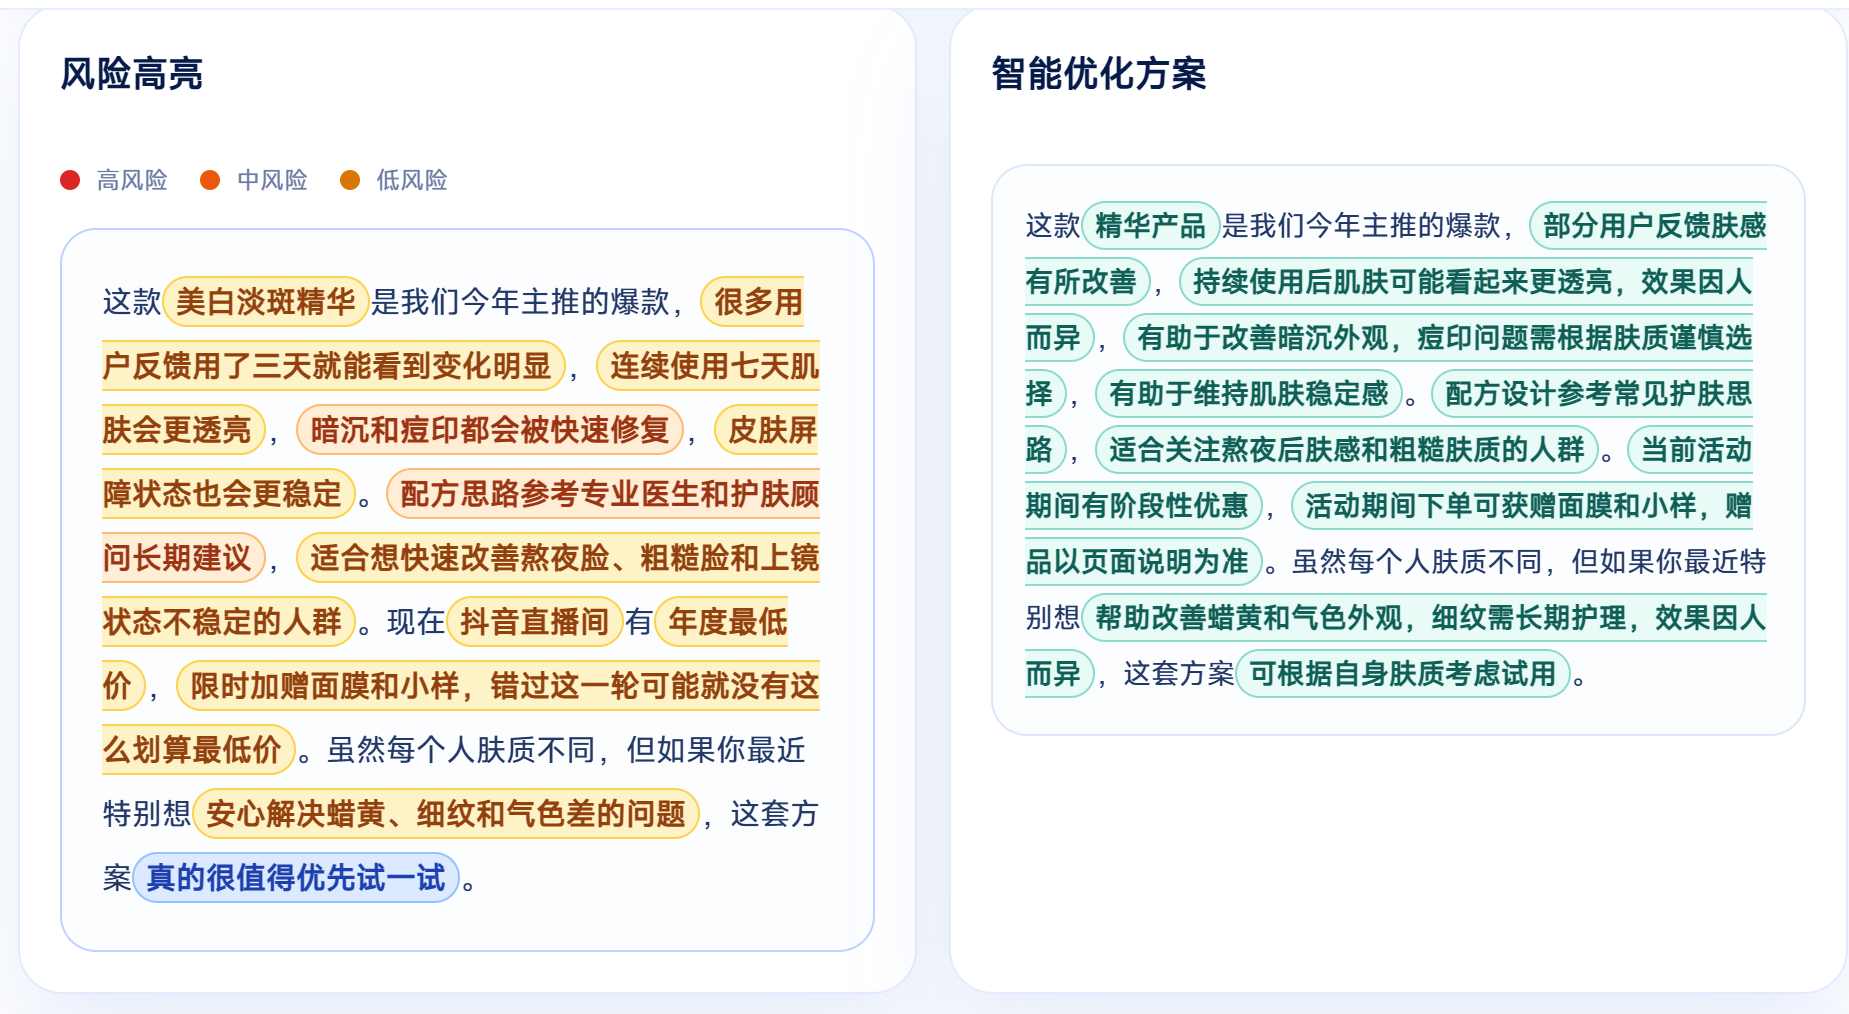 风险高亮
高风险 中风险 低风险
这款美白淡斑精华是我们今年主推的爆款，很多用
户反馈用了三天就能看到变化明显，连续使用七天肌
肤会更透亮，暗沉和痘印都会被快速修复，皮肤屏
障状态也会更稳定。配方思路参考专业医生和护肤顾
问长期建议，适合想快速改善熬夜脸、粗糙脸和上镜
状态不稳定的人群。现在抖音直播间有年度最低
价，限时加赠面膜和小样，错过这一轮可能就没有这
么划算最低价。虽然每个人肤质不同，但如果你最近
特别想安心解决蜡黄、细纹和气色差的问题，这套方
案真的很值得优先试一试。
智能优化方案
这款精华产品是我们今年主推的爆款，部分用户反馈肤感
有所改善，持续使用后肌肤可能看起来更透亮，效果因人
而异，有助于改善暗沉外观，痘印问题需根据肤质谨慎选
择，有助于维持肌肤稳定感。配方设计参考常见护肤思
路，适合关注熬夜后肤感和粗糙肤质的人群。当前活动
期间有阶段性优惠，活动期间下单可获赠面膜和小样，赠
品以页面说明为准。虽然每个人肤质不同，但如果你最近特
别想帮助改善蜡黄和气色外观，细纹需长期护理，效果因人
而异，这套方案可根据自身肤质考虑试用。